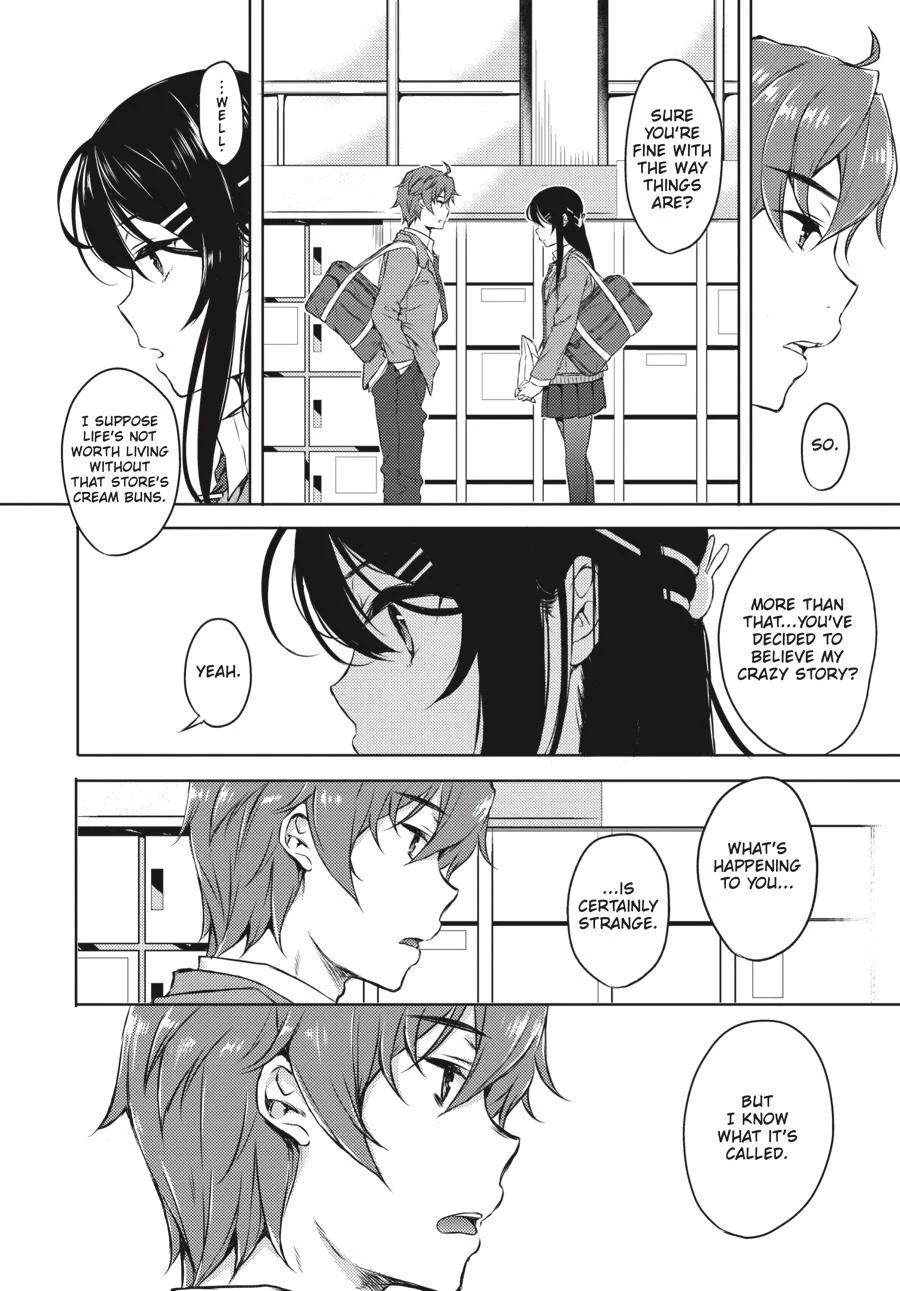 SO.
SURE
YOU'RE
FINE WITH
THE WAY
THINGS
ARE?
...WELL.
I SUPPOSE
LIFE'S NOT
WORTH LIVING
WITHOUT
THAT STORE'S
CREAM BUNS.
MORE THAN
THAT...YOU'VE
DECIDED TO
BELIEVE MY
CRAZY STORY?
YEAH.
WHAT'S
HAPPENING
TO YOU...
...IS
CERTAINLY
STRANGE.
BUT
I KNOW
WHAT IT'S
CALLED.